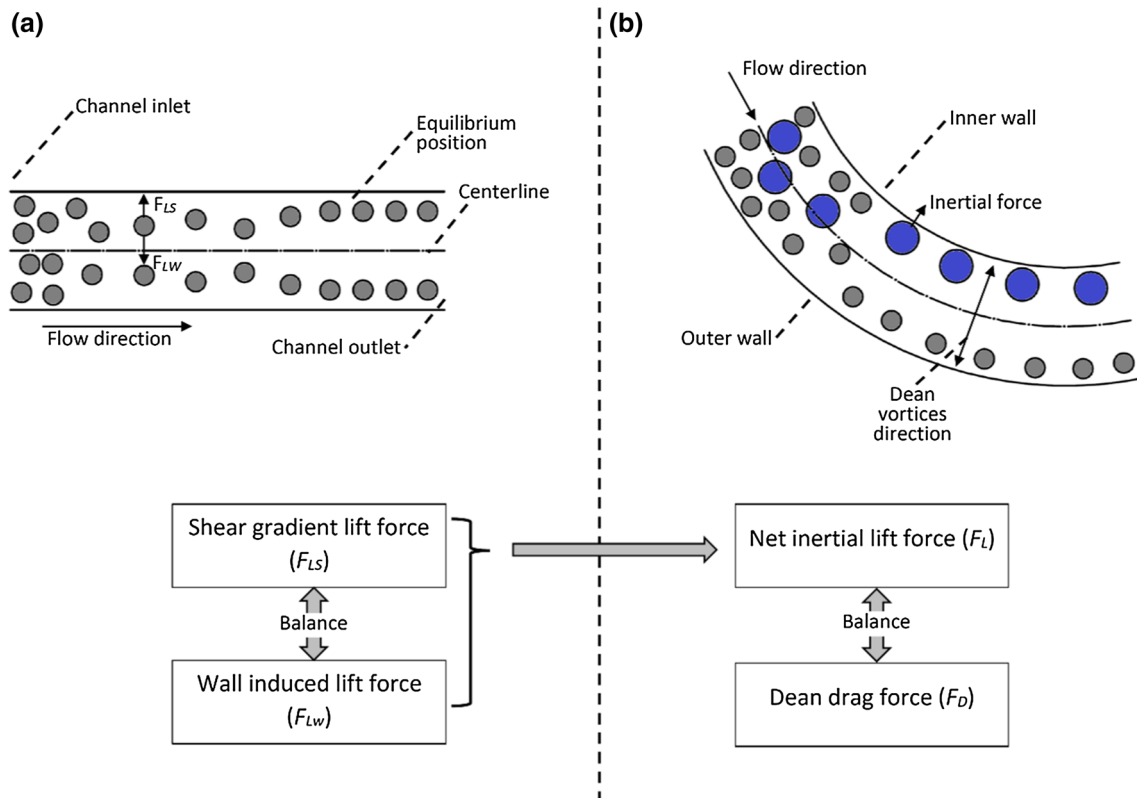 (a)
Channel inlet
Equilibrium
position
Centerline
FLS
FLW
Flow direction
Channel outlet
Shear gradient lift force
(FLS)
Balance
Wall induced lift force
(FLw)
(b)
Flow direction
Inner wall
Inertial force
Outer wall
Dean
vortices
direction
Net inertial lift force (FL)
Balance
Dean drag force (FD)